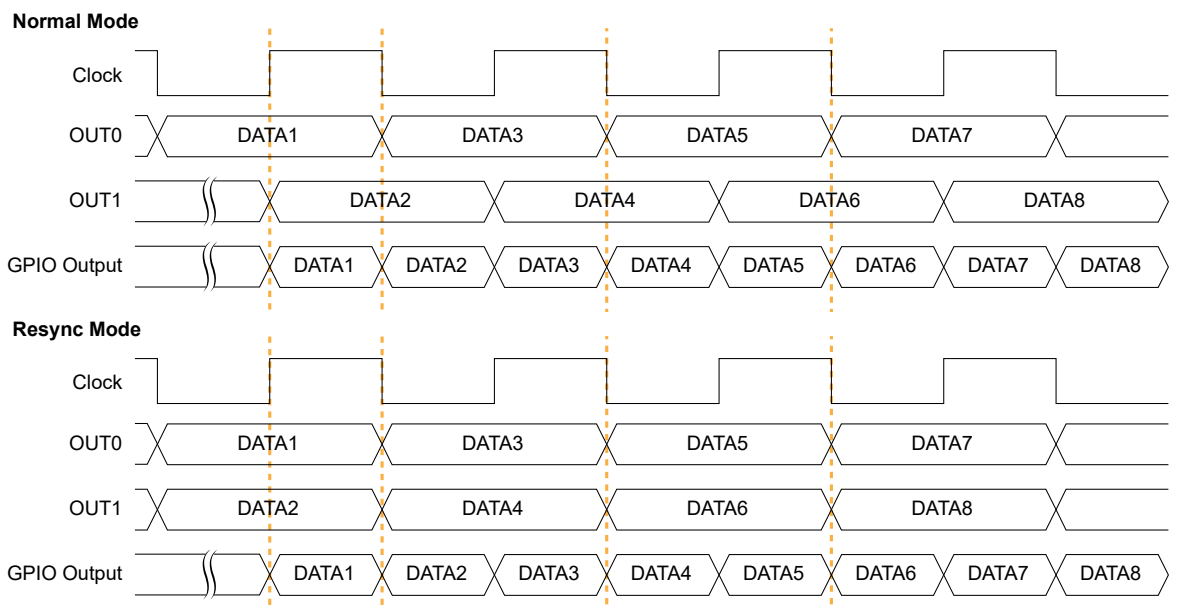 Normal Mode
Clock
OUT0 DATA1 DATA3 DATA5 DATA7
OUT1 DATA2 DATA4 DATA6 DATA8
GPIO Output DATA1 DATA2 DATA3 DATA4 DATA5 DATA6 DATA7 DATA8
Resync Mode
Clock
OUT0 DATA1 DATA3 DATA5 DATA7
OUT1 DATA2 DATA4 DATA6 DATA8
GPIO Output DATA1 DATA2 DATA3 DATA4 DATA5 DATA6 DATA7 DATA8